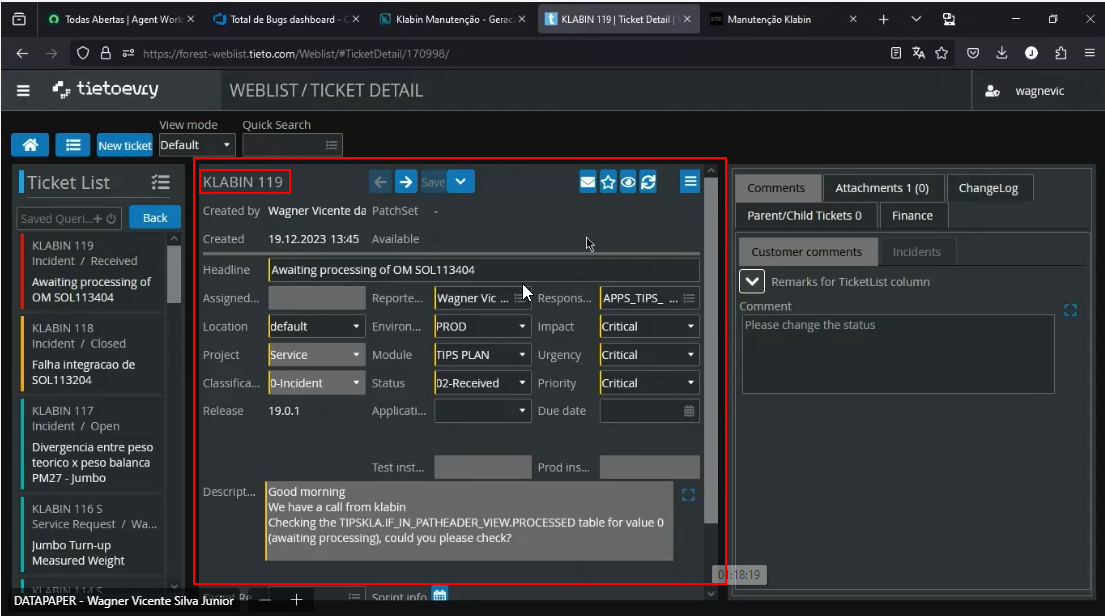 Todas Abertas | Agent Work
Total de Bugs dashboard - C
Klabin Manutenção - Gerac
KLABIN 119 | Ticket Detail |
Manutenção Klabin
https://forest-weblist.tieto.com/Weblist/#TicketDetail/170998/
tietoevry
WEBLIST / TICKET DETAIL
wagnevic
View mode
Quick Search
New ticket
Default
Ticket List
Saved Queri...
Back
KLABIN 119
Incident / Received
Awaiting processing of
OM SOL113404
KLABIN 118
Incident / Closed
Falha integracao de
SOL113204
KLABIN 117
Incident / Open
Divergencia entre peso
teorico x peso balanca
PM27 - Jumbo
KLABIN 116 S
Service Request / Wa...
Jumbo Turn-up
Measured Weight
KLABIN 114 S
KLABIN 119
Save
Created by Wagner Vicente da PatchSet -
Created 19.12.2023 13:45 Available
Headline Awaiting processing of OM SOL113404
Assigned... Reporte... Wagner Vic ... Respons... APPS_TIPS_ ...
Location default Environ... PROD Impact Critical
Project Service Module TIPS PLAN Urgency Critical
Classifica... 0-Incident Status 02-Received Priority Critical
Release 19.0.1 Applicati... Due date
Test inst... Prod ins...
Descript... Good morning
We have a call from klabin
Checking the TIPSKLA.IF_IN_PATHEADER_VIEW.PROCESSED table for value 0
(awaiting processing), could you please check?
Sprint info
Comments
Attachments 1 (0)
ChangeLog
Parent/Child Tickets 0
Finance
Customer comments
Incidents
Remarks for TicketList column
Comment
Please change the status
01:18:19
DATAPAPER - Wagner Vicente Silva Junior